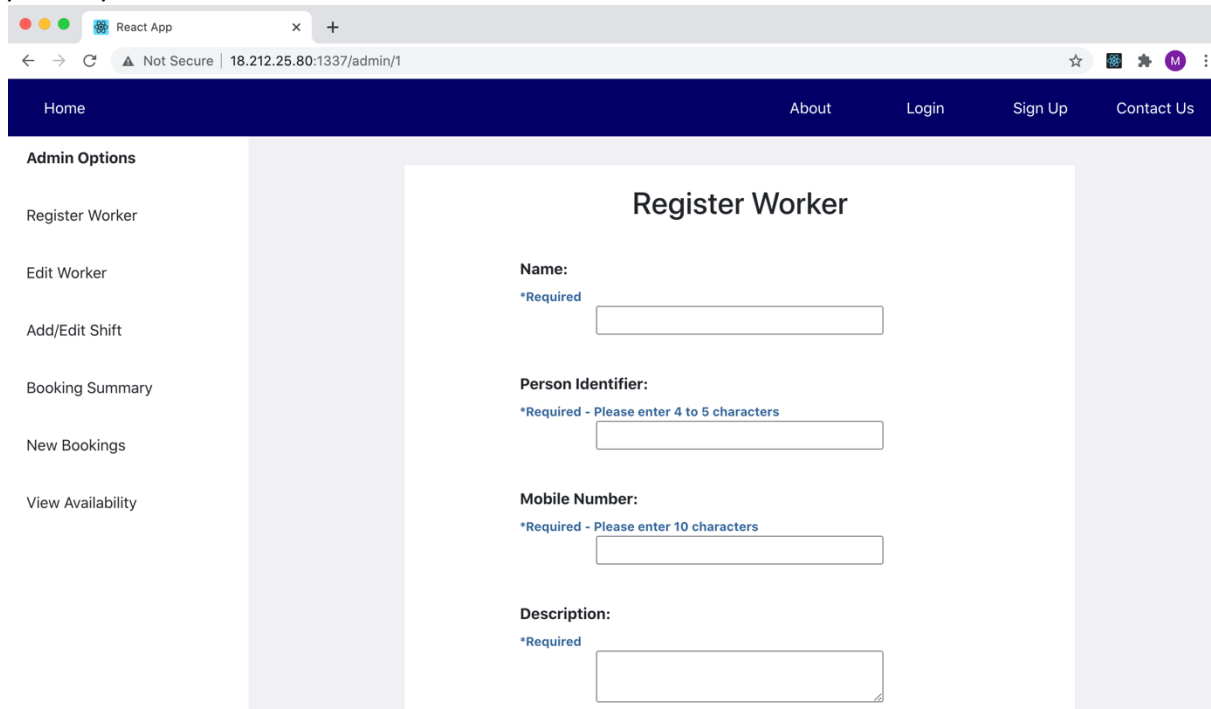 React App
Not Secure 18.212.25.80:1337/admin/1
M
Home About Login Sign Up Contact Us
Admin Options
Register Worker
Edit Worker
Add/Edit Shift
Booking Summary
New Bookings
View Availability
Register Worker
Name:
*Required
Person Identifier:
*Required - Please enter 4 to 5 characters
Mobile Number:
*Required - Please enter 10 characters
Description:
*Required